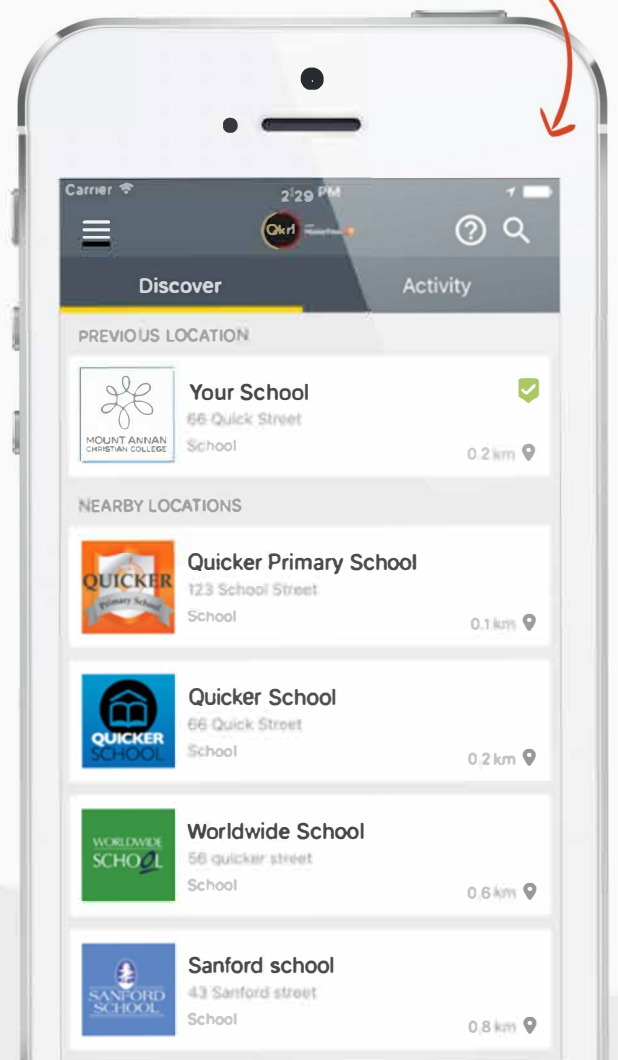 Carrier
2:29 PM
Qkr!
Discover
Activity
PREVIOUS LOCATION
MOUNT ANNAN
CHRISTIAN COLLEGE
Your School
66 Quick Street
School
0.2 km
NEARBY LOCATIONS
QUICKER
Primary School
Quicker Primary School
123 School Street
School
0.1 km
QUICKER
SCHOOL
Quicker School
66 Quick Street
School
0.2 km
WORLDWIDE
SCHOOL
Worldwide School
56 quicker street
School
0.6 km
SANFORD
SCHOOL
Sanford school
43 Sanford street
School
0.8 km